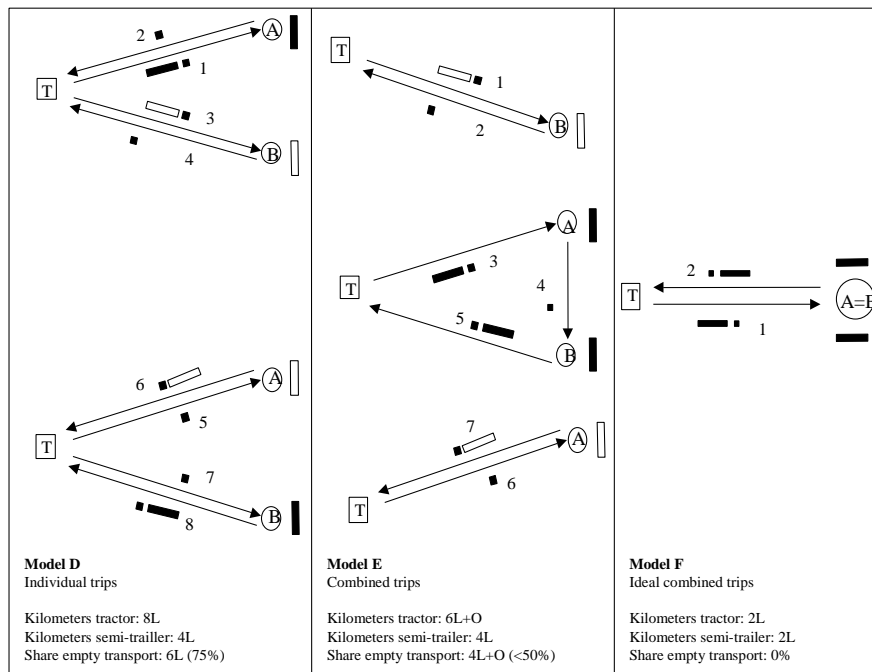 2
A
1
T
3
4
B
6
A
5
T
7
8
B
Model D
Individual trips
Kilometers tractor: 8L
Kilometers semi-trailler: 4L
Share empty transport: 6L (75%)
T
1
2
B
A
3
T
4
5
B
7
A
6
T
Model E
Combined trips
Kilometers tractor: 6L+O
Kilometers semi-trailer: 4L
Share empty transport: 4L+O (<50%)
2
T
A=B
1
Model F
Ideal combined trips
Kilometers tractor: 2L
Kilometers semi-trailer: 2L
Share empty transport: 0%